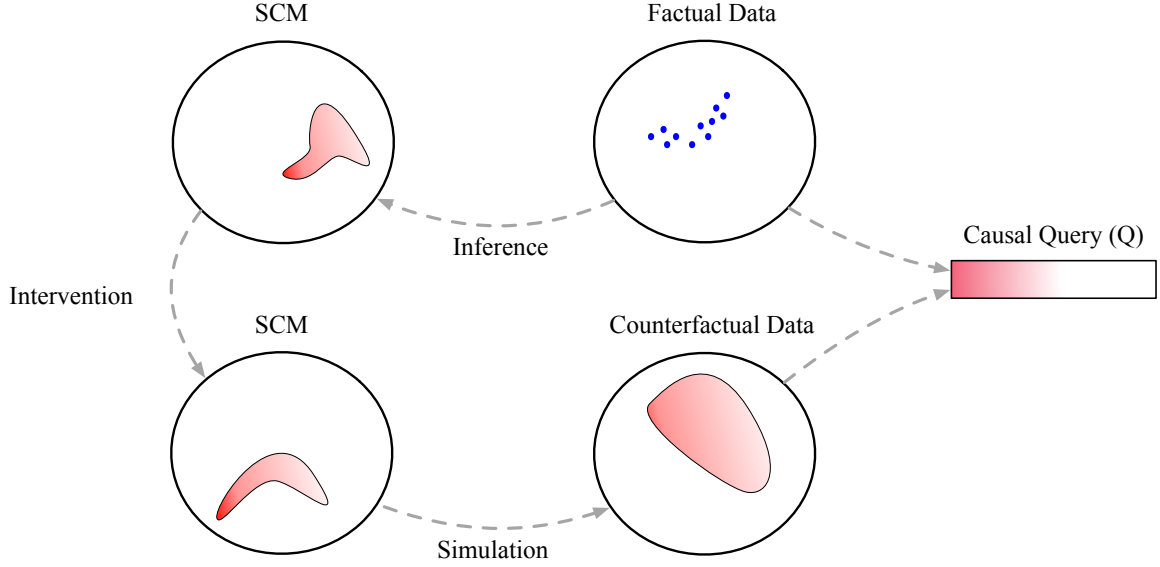 SCM
Factual Data
Inference
Causal Query (Q)
Intervention
SCM
Counterfactual Data
Simulation